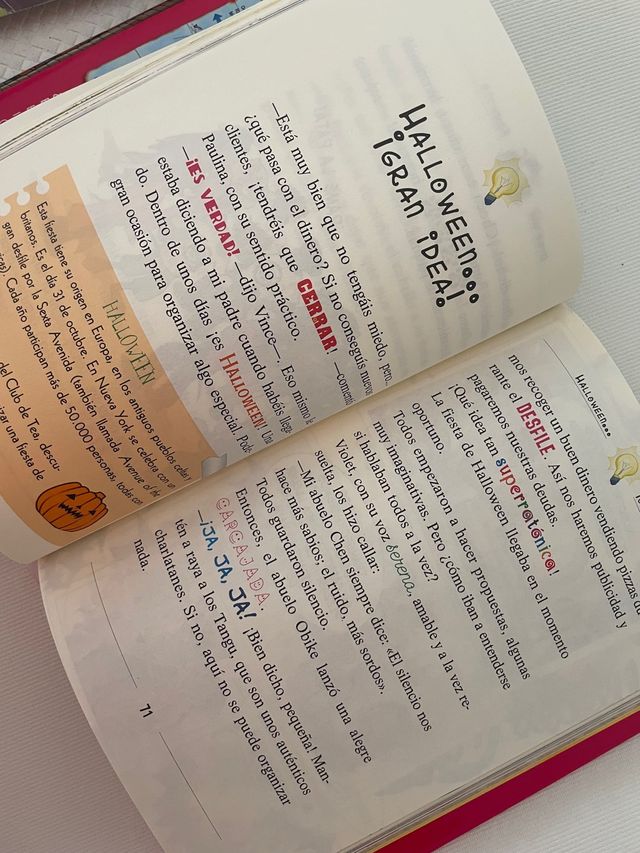 HALLOWEEN...
¡GRAN IDEA!
—Está muy bien que no tengáis miedo, pero,
¿qué pasa con el dinero? Si no conseguís nuevos
clientes, ¡tendréis que CERRAR! —comentó
Paulina, con su sentido práctico.
—¡ES VERDAD! —dijo Vince—. Eso mismo le
estaba diciendo a mi padre cuando habéis llega-
do. Dentro de unos días ¡es HALLOWEEN! Una
gran ocasión para organizar algo especial.
HALLOWEEN
Esta fiesta tiene su origen en Europa, en los antiguos pueblos celtas y
britanos. Es el día 31 de octubre. En Nueva York se celebra con un
gran desfile por la Sexta Avenida (también llamada Avenue of the
Cada año participan más de 50.000 personas, todas con
del Club de Tea, descu-
una fiesta de
HALLOWEEN...
mos recoger un buen dinero vendiendo pizzas du-
rante el DESFILE. Así nos haremos publicidad y
pagaremos nuestras deudas.
¡Qué idea tan superratónica!
La fiesta de Halloween llegaba en el momento
oportuno.
Todos empezaron a hacer propuestas, algunas
muy imaginativas. Pero ¿cómo iban a entenderse
si hablaban todos a la vez?
Violet, con su voz serena, amable y a la vez re-
suelta, los hizo callar:
—Mi abuelo Chen siempre dice: «El silencio nos
hace más sabios; el ruido, más sordos».
Todos guardaron silencio.
Entonces, el abuelo Obike lanzó una alegre
CARCAJADA.
—¡JA, JA, JA! ¡Bien dicho, pequeña! Man-
tén a raya a los Tangu, que son unos auténticos
charlatanes. Si no, aquí no se puede organizar
nada.
71